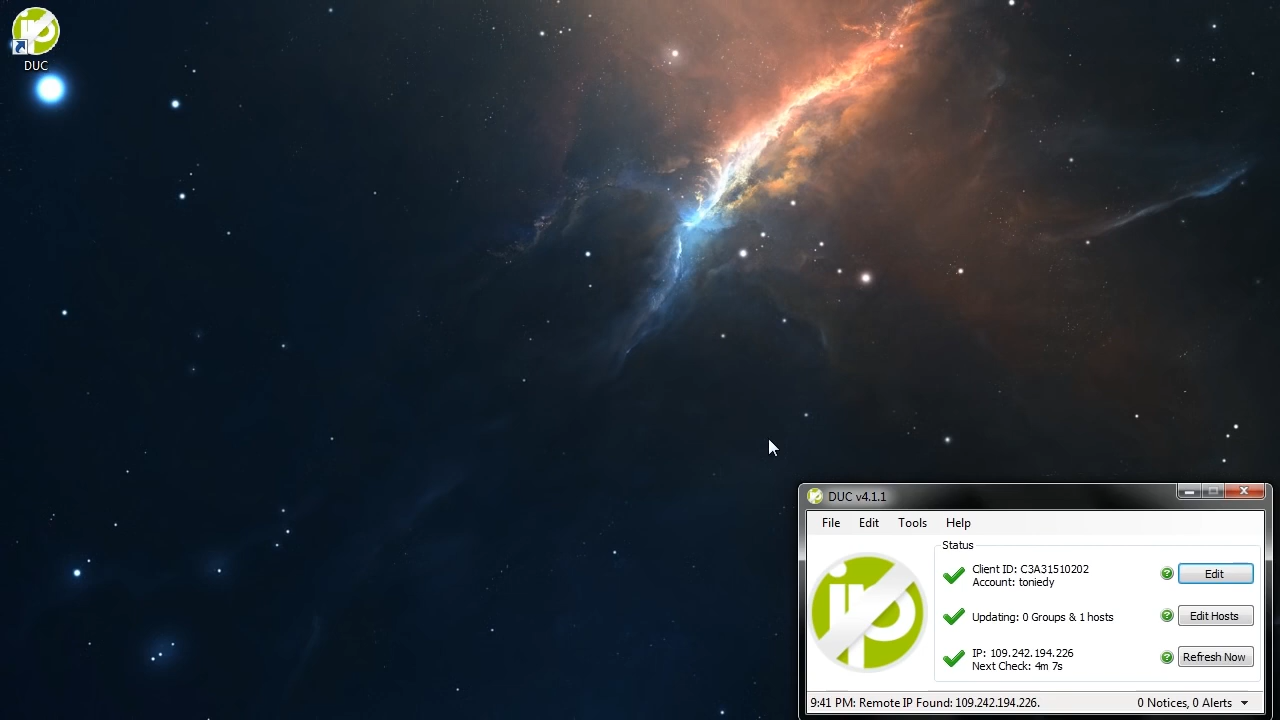 DUC
DUC v4.1.1
File Edit Tools Help
Status
Client ID: C3A31510202
Account: toniedy
Edit
Updating: 0 Groups & 1 hosts
Edit Hosts
IP: 109.242.194.226
Next Check: 4m 7s
Refresh Now
9:41 PM: Remote IP Found: 109.242.194.226.
0 Notices, 0 Alerts